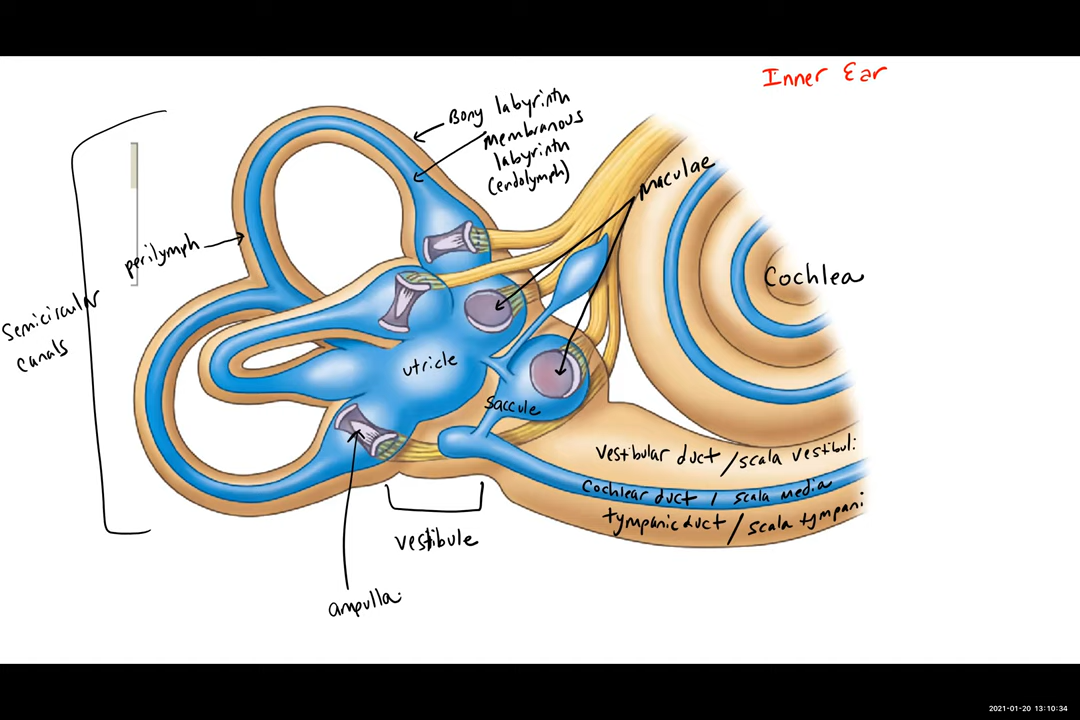 Inner Ear
Bony labyrinth
membranous
labyrinth
(endolymph)
Maculae
perilymph
Cochlea
Semicircular
canals
utricle
Saccule
vestibular duct / scala vestibuli
Cochlear duct / scala media
tympanic duct / scala tympani
vestibule
ampulla
2021-01-20 13:10:34